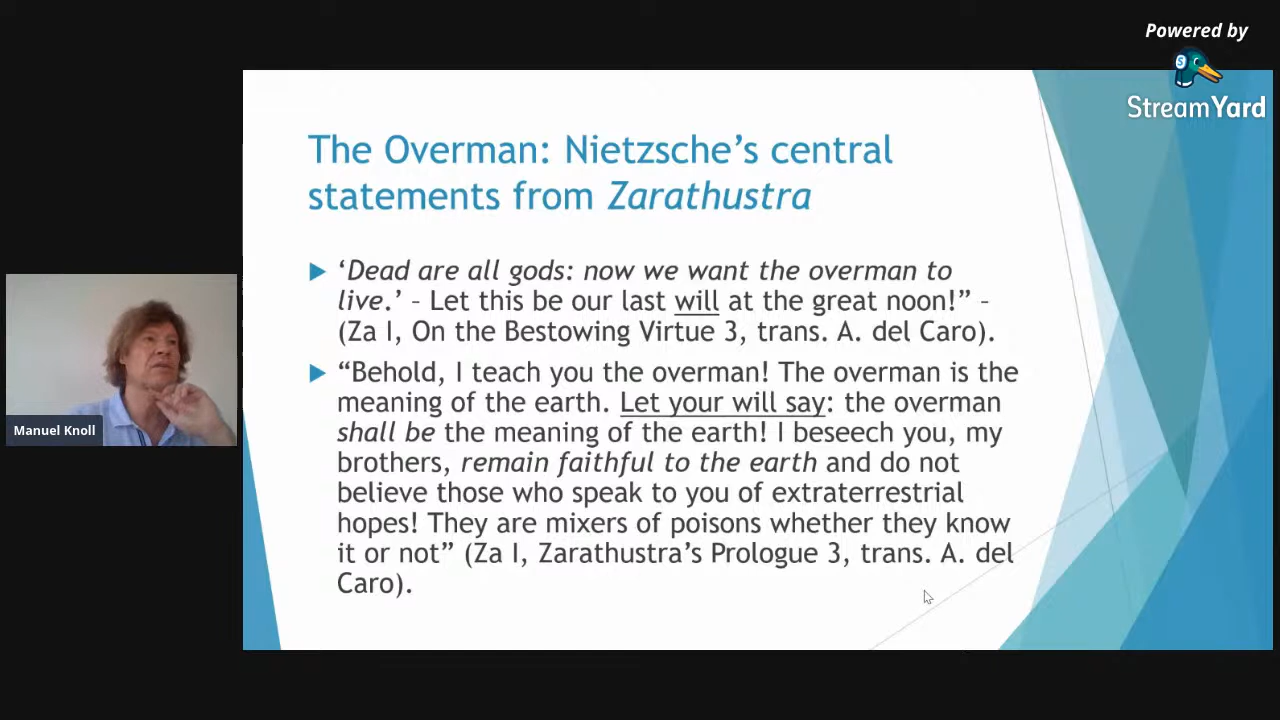 Powered by
StreamYard
The Overman: Nietzsche’s central
statements from Zarathustra
‘Dead are all gods: now we want the overman to
live.’ – Let this be our last will at the great noon!” –
(Za I, On the Bestowing Virtue 3, trans. A. del Caro).
“Behold, I teach you the overman! The overman is the
meaning of the earth. Let your will say: the overman
shall be the meaning of the earth! I beseech you, my
brothers, remain faithful to the earth and do not
believe those who speak to you of extraterrestrial
hopes! They are mixers of poisons whether they know
it or not” (Za I, Zarathustra’s Prologue 3, trans. A. del
Caro).
Manuel Knoll